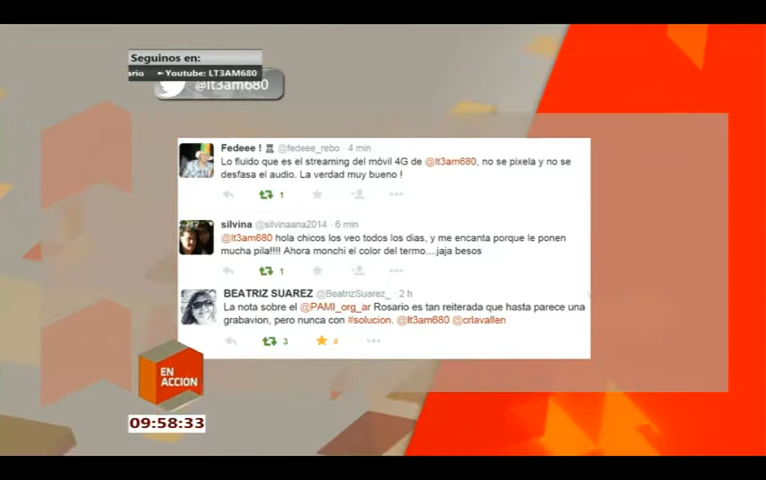 Seguinos en:
ario Youtube: LT3AM680
@lt3am680
Fedeee ! @fedeee_rebo · 4 min
Lo fluido que es el streaming del móvil 4G de @lt3am680, no se pixela y no se
desfasa el audio. La verdad muy bueno !
1
silvina @silvinaana2014 · 6 min
@lt3am680 hola chicos los veo todos los dias, y me encanta porque le ponen
mucha pila!!!! Ahora monchi el color del termo....jaja besos
1
BEATRIZ SUAREZ @BeatrizSuarez_ · 2 h
La nota sobre el @PAMI_org_ar Rosario es tan reiterada que hasta parece una
grabavion, pero nunca con #solucion. @lt3am680 @crlavallen
3 4
EN
ACCIÓN
09:58:33